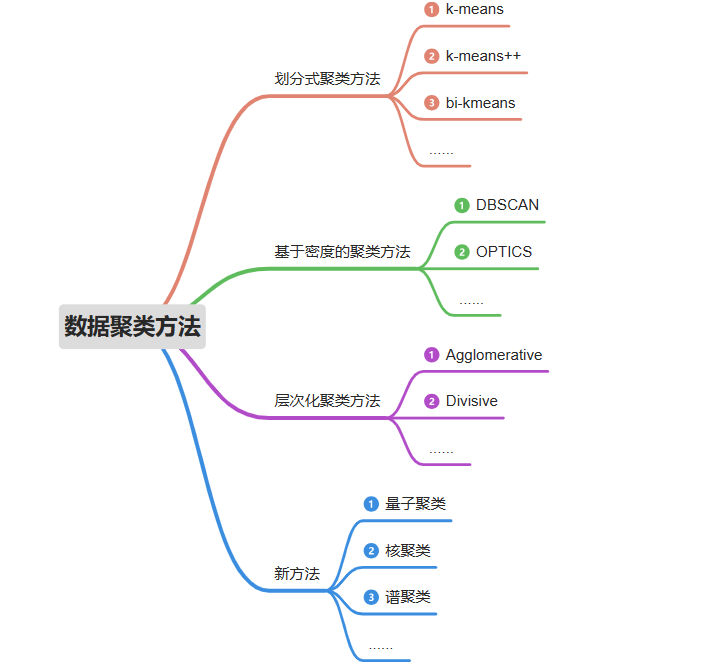 数据聚类方法
划分式聚类方法
1 k-means
2 k-means++
3 bi-kmeans
......
基于密度的聚类方法
1 DBSCAN
2 OPTICS
......
层次化聚类方法
1 Agglomerative
2 Divisive
......
新方法
1 量子聚类
2 核聚类
3 谱聚类
......